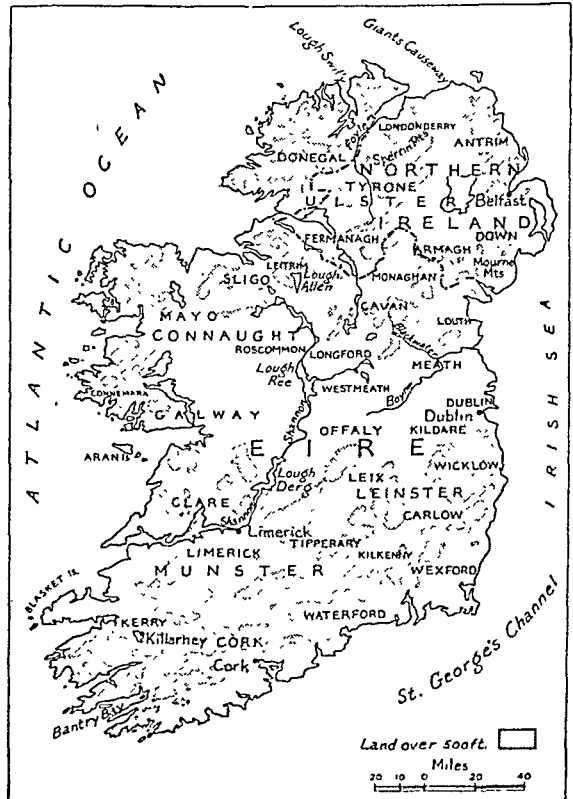 Lough Swilly
Giants Causeway
ATLANTIC OCEAN
Foyle
LONDONDERRY
ANTRIM
Sperrin Mts
DONEGAL
NORTHERN
TYRONE
ULSTER
Belfast
IRELAND
FERMANAGH
DOWN
ARMAGH
Mourne
Mts
LEITRIM
SLIGO
Lough
Allen
MONAGHAN
CAVAN
MAYO
LOUTH
CONNAUGHT
Blackwater
ROSCOMMON
LONGFORD
MEATH
Lough
Ree
WESTMEATH
Boyne
CONNEMARA
DUBLIN
GALWAY
Dublin
Shannon
OFFALY
KILDARE
EIRE
ARAN IS
WICKLOW
Lough
Derg
LEIX
LEINSTER
CLARE
CARLOW
Shannon
Limerick
TIPPERARY
LIMERICK
KILKENNY
MUNSTER
WEXFORD
BLASKET IS.
WATERFORD
KERRY
Killarney
CORK
Cork
Bantry Bay
IRISH SEA
St. George's Channel
Land over 500ft.
Miles
20 10 0 20 40